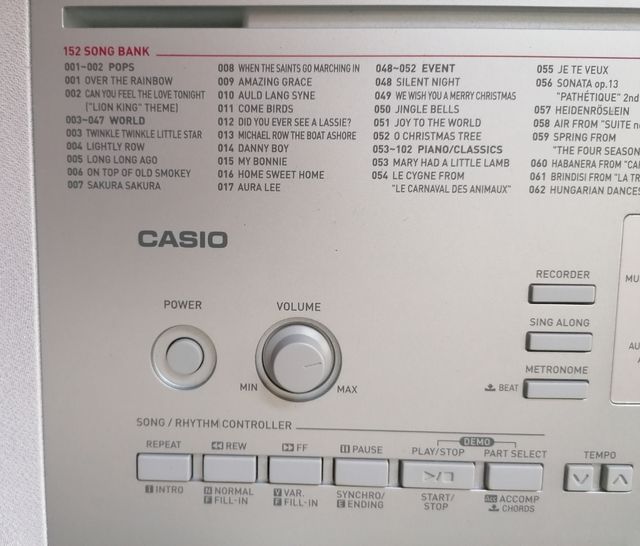 152 SONG BANK
001~002 POPS
001 OVER THE RAINBOW
002 CAN YOU FEEL THE LOVE TONIGHT
("LION KING" THEME)
003~047 WORLD
003 TWINKLE TWINKLE LITTLE STAR
004 LIGHTLY ROW
005 LONG LONG AGO
006 ON TOP OF OLD SMOKEY
007 SAKURA SAKURA
008 WHEN THE SAINTS GO MARCHING IN
009 AMAZING GRACE
010 AULD LANG SYNE
011 COME BIRDS
012 DID YOU EVER SEE A LASSIE?
013 MICHAEL ROW THE BOAT ASHORE
014 DANNY BOY
015 MY BONNIE
016 HOME SWEET HOME
017 AURA LEE
048~052 EVENT
048 SILENT NIGHT
049 WE WISH YOU A MERRY CHRISTMAS
050 JINGLE BELLS
051 JOY TO THE WORLD
052 O CHRISTMAS TREE
053~102 PIANO/CLASSICS
053 MARY HAD A LITTLE LAMB
054 LE CYGNE FROM
"LE CARNAVAL DES ANIMAUX"
055 JE TE VEUX
056 SONATA op.13
"PATHÉTIQUE" 2nd
057 HEIDENRÖSLEIN
058 AIR FROM "SUITE
059 SPRING FROM
"THE FOUR SEASON
060 HABANERA FROM "CA
061 BRINDISI FROM "LA TR
062 HUNGARIAN DANCES
CASIO
RECORDER
MU
POWER
VOLUME
SING ALONG
AU
METRONOME
MIN
MAX
BEAT
SONG / RHYTHM CONTROLLER
DEMO
REPEAT
REW
FF
PAUSE
PLAY/STOP
PART SELECT
TEMPO
I INTRO
N NORMAL
F FILL-IN
V VAR.
F FILL-IN
SYNCHRO/
E ENDING
START/
STOP
Acc ACCOMP
CHORDS